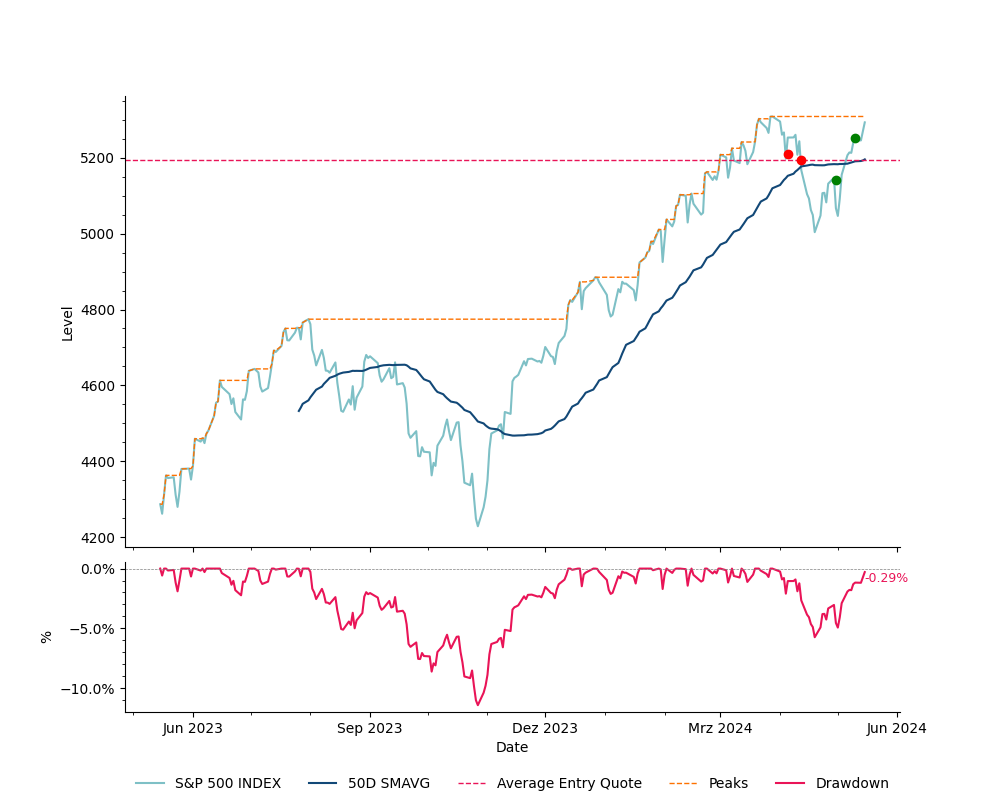 5200
5000
4800
4600
4400
4200
Level
0.0%
−5.0%
−10.0%
%
-0.29%
Jun 2023
Sep 2023
Dez 2023
Mrz 2024
Jun 2024
Date
S&P 500 INDEX
50D SMAVG
Average Entry Quote
Peaks
Drawdown